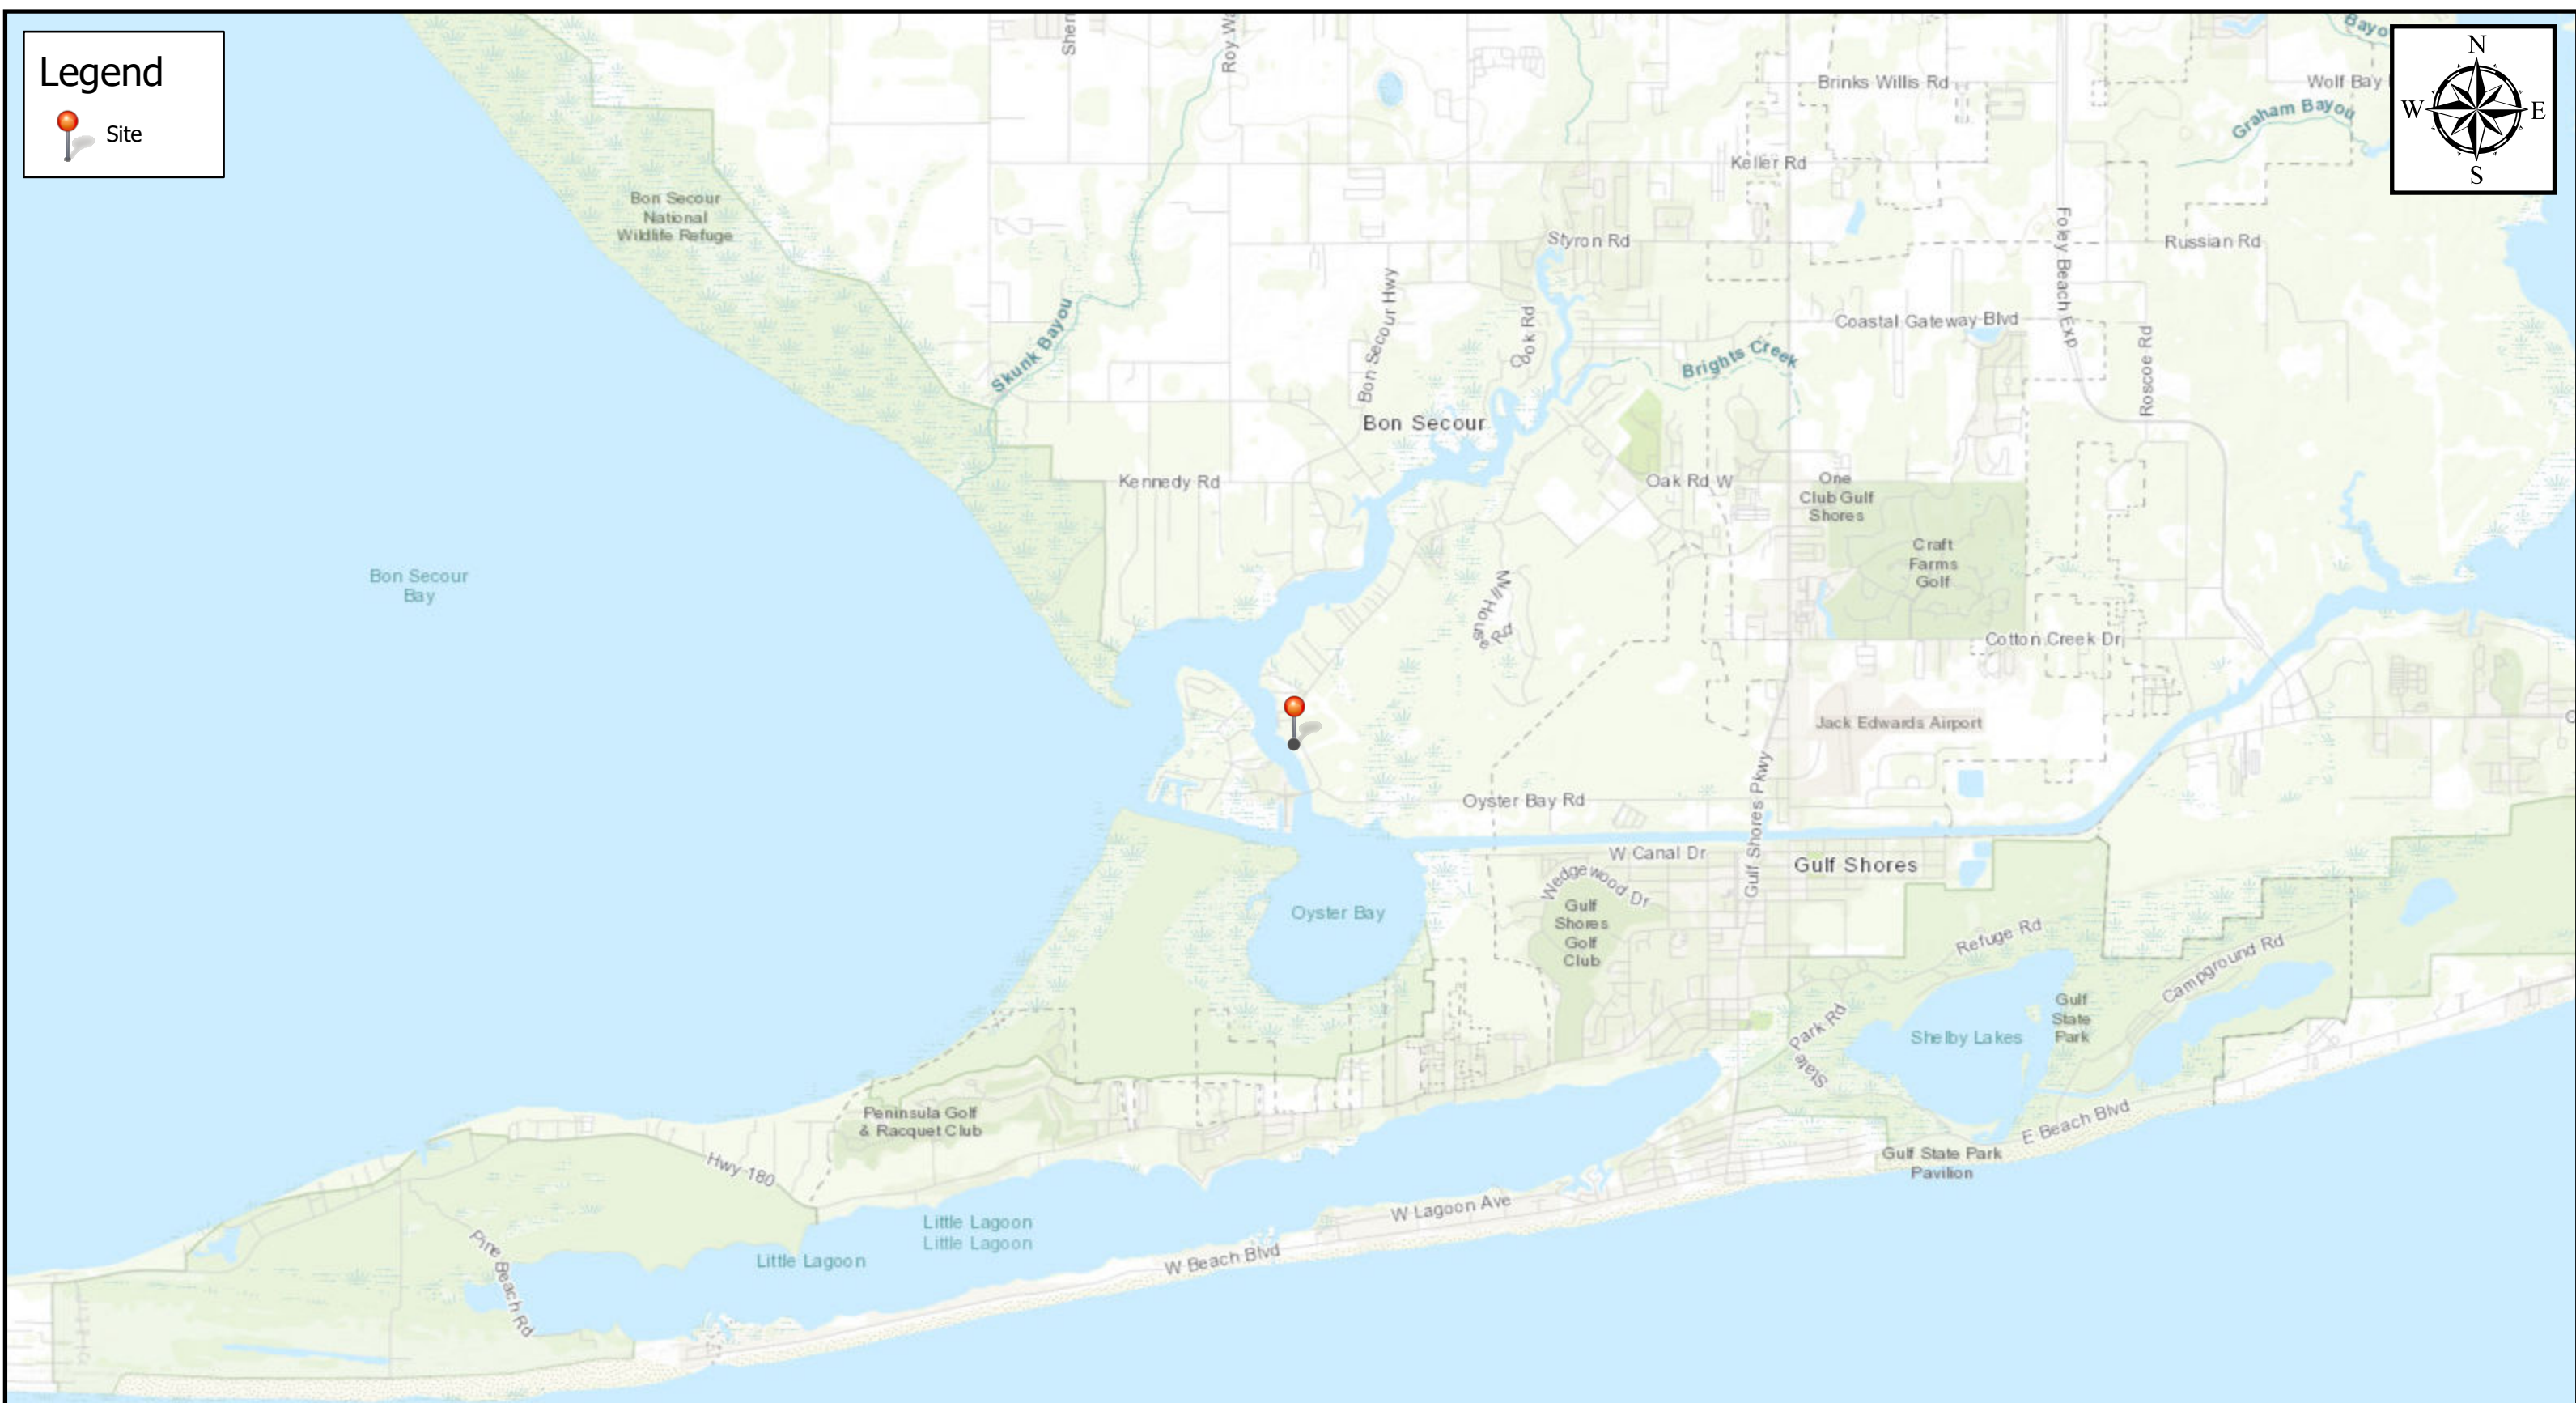 Legend
Site
N
W
E
S
Roy Wa
Bayo
Brinks Willis Rd
Wolf Bay
Graham Bayou
Keller Rd
Bon Secour
National
Wildlife Refuge
Styron Rd
Russian Rd
Foley Beach Exp
Skunk Bayou
Bon Secour Hwy
Cook Rd
Coastal Gateway Blvd
Brights Creek
Roscoe Rd
Bon Secour
Kennedy Rd
Oak Rd W
One
Club Gulf
Shores
Craft
Farms
Golf
Bon Secour
Bay
Mill House Rd
Cotton Creek Dr
Jack Edwards Airport
Oyster Bay Rd
Gulf Shores Pkwy
W Canal Dr
Gulf Shores
Wedgewood Dr
Gulf
Shores
Golf
Club
Oyster Bay
Refuge Rd
Campground Rd
Gulf
State
Park
State Park Rd
Shelby Lakes
Peninsula Golf
& Racquet Club
E Beach Blvd
Gulf State Park
Pavilion
Hwy 180
W Lagoon Ave
Little Lagoon
Little Lagoon
Little Lagoon
W Beach Blvd
Pine Beach Rd